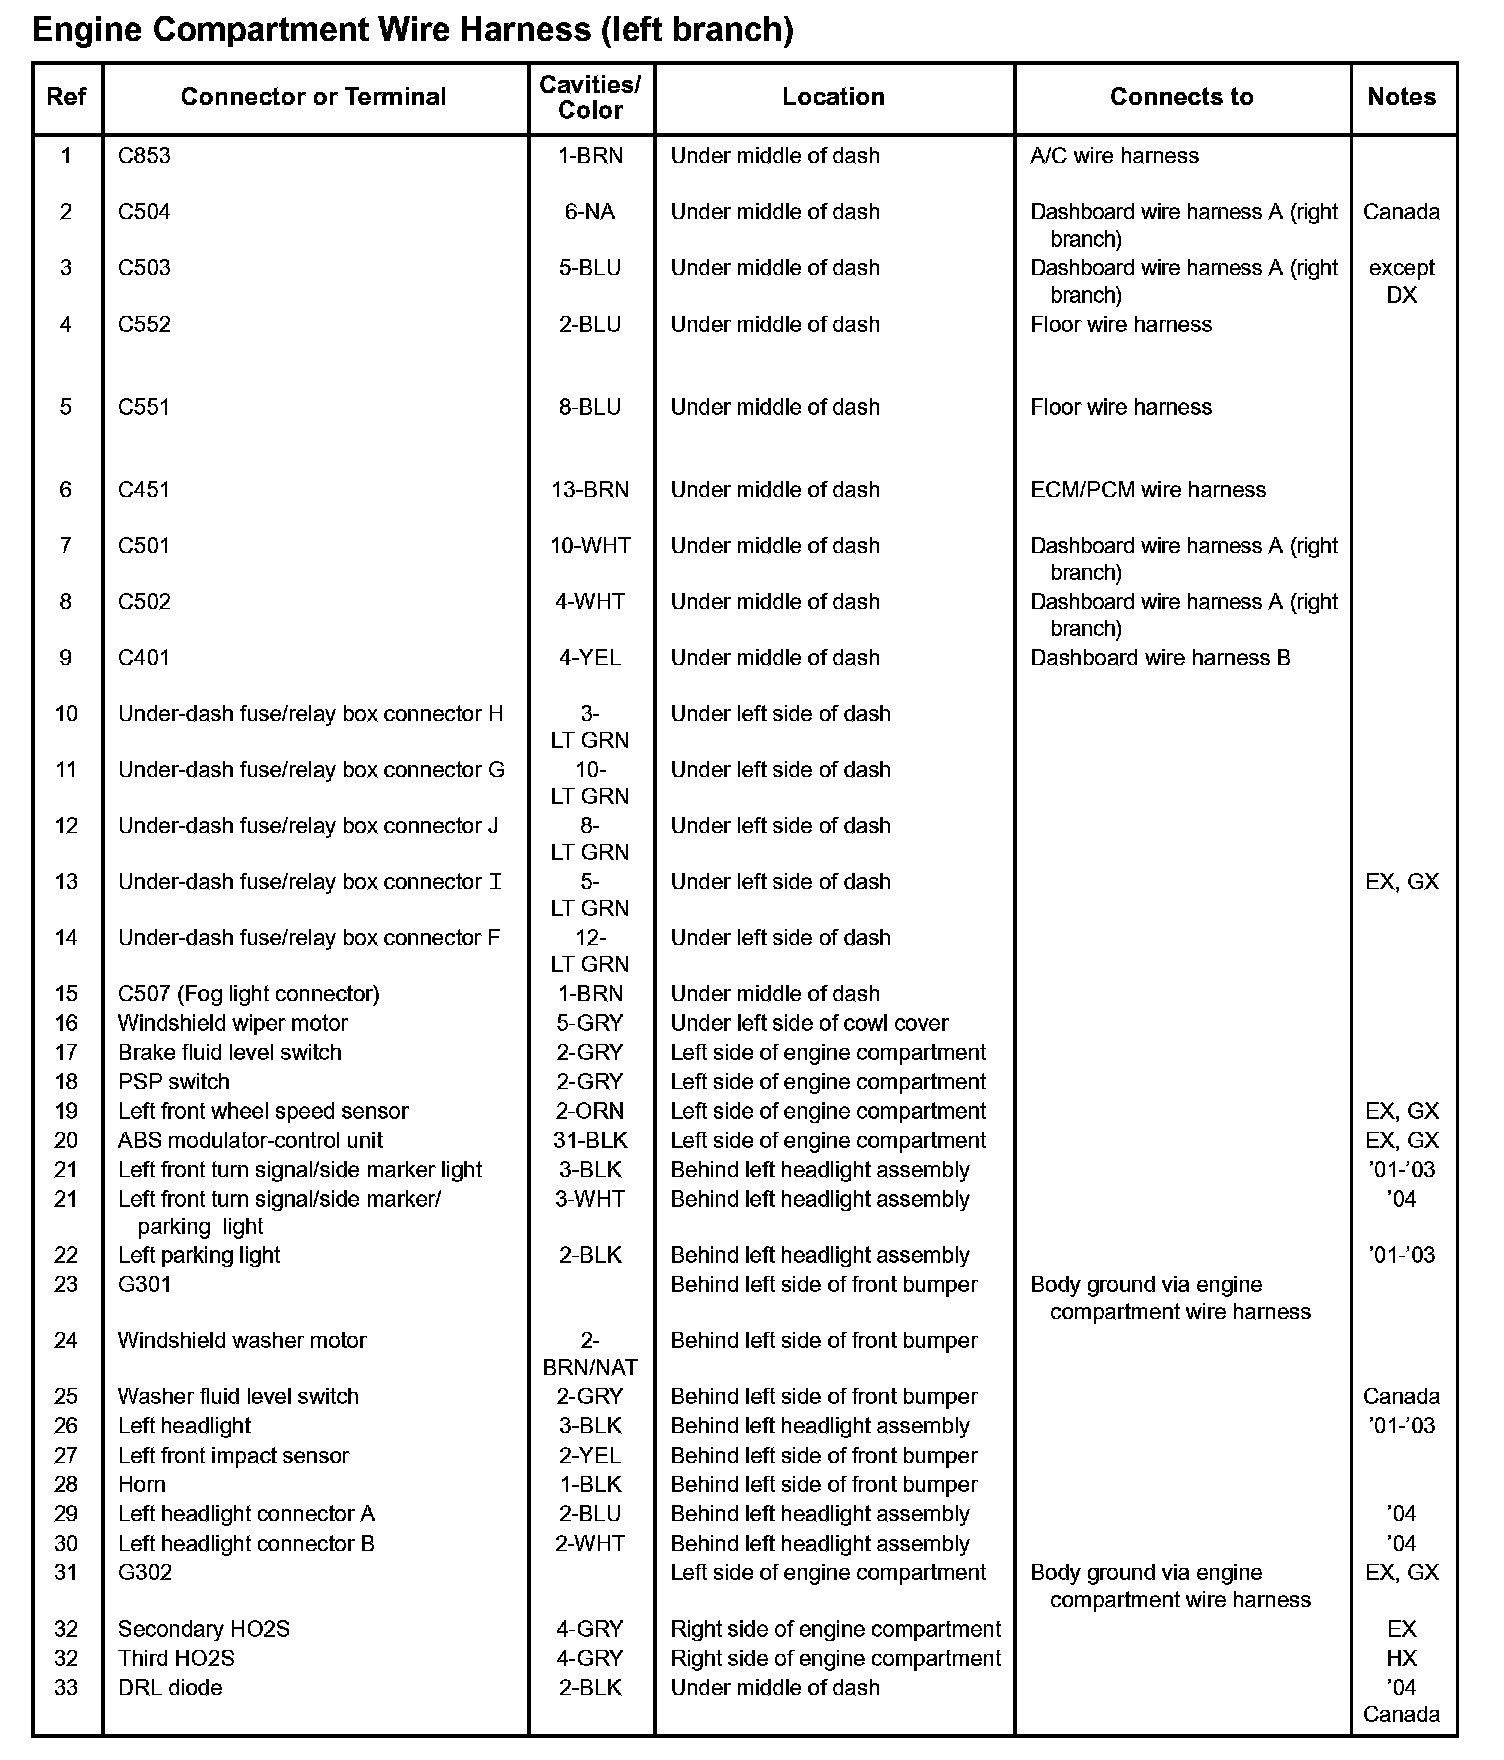 Engine Compartment Wire Harness (left branch)
Ref Connector or Terminal Cavities/ Color Location Connects to Notes
1 C853 1-BRN Under middle of dash A/C wire harness
2 C504 6-NA Under middle of dash Dashboard wire harness A (right Canada
branch)
3 C503 5-BLU Under middle of dash Dashboard wire harness A (right except
branch) DX
4 C552 2-BLU Under middle of dash Floor wire harness
5 C551 8-BLU Under middle of dash Floor wire harness
6 C451 13-BRN Under middle of dash ECM/PCM wire harness
7 C501 10-WHT Under middle of dash Dashboard wire harness A (right
branch)
8 C502 4-WHT Under middle of dash Dashboard wire harness A (right
branch)
9 C401 4-YEL Under middle of dash Dashboard wire harness B
10 Under-dash fuse/relay box connector H 3- Under left side of dash
LT GRN
11 Under-dash fuse/relay box connector G 10- Under left side of dash
LT GRN
12 Under-dash fuse/relay box connector J 8- Under left side of dash
LT GRN
13 Under-dash fuse/relay box connector I 5- Under left side of dash EX, GX
LT GRN
14 Under-dash fuse/relay box connector F 12- Under left side of dash
LT GRN
15 C507 (Fog light connector) 1-BRN Under middle of dash
16 Windshield wiper motor 5-GRY Under left side of cowl cover
17 Brake fluid level switch 2-GRY Left side of engine compartment
18 PSP switch 2-GRY Left side of engine compartment
19 Left front wheel speed sensor 2-ORN Left side of engine compartment EX, GX
20 ABS modulator-control unit 31-BLK Left side of engine compartment EX, GX
21 Left front turn signal/side marker light 3-BLK Behind left headlight assembly ’01-’03
21 Left front turn signal/side marker/ 3-WHT Behind left headlight assembly ’04
parking light
22 Left parking light 2-BLK Behind left headlight assembly ’01-’03
23 G301 Behind left side of front bumper Body ground via engine
compartment wire harness
24 Windshield washer motor 2- Behind left side of front bumper
BRN/NAT
25 Washer fluid level switch 2-GRY Behind left side of front bumper Canada
26 Left headlight 3-BLK Behind left headlight assembly ’01-’03
27 Left front impact sensor 2-YEL Behind left side of front bumper
28 Horn 1-BLK Behind left side of front bumper
29 Left headlight connector A 2-BLU Behind left headlight assembly ’04
30 Left headlight connector B 2-WHT Behind left headlight assembly ’04
31 G302 Left side of engine compartment Body ground via engine EX, GX
compartment wire harness
32 Secondary HO2S 4-GRY Right side of engine compartment EX
32 Third HO2S 4-GRY Right side of engine compartment HX
33 DRL diode 2-BLK Under middle of dash ’04
Canada